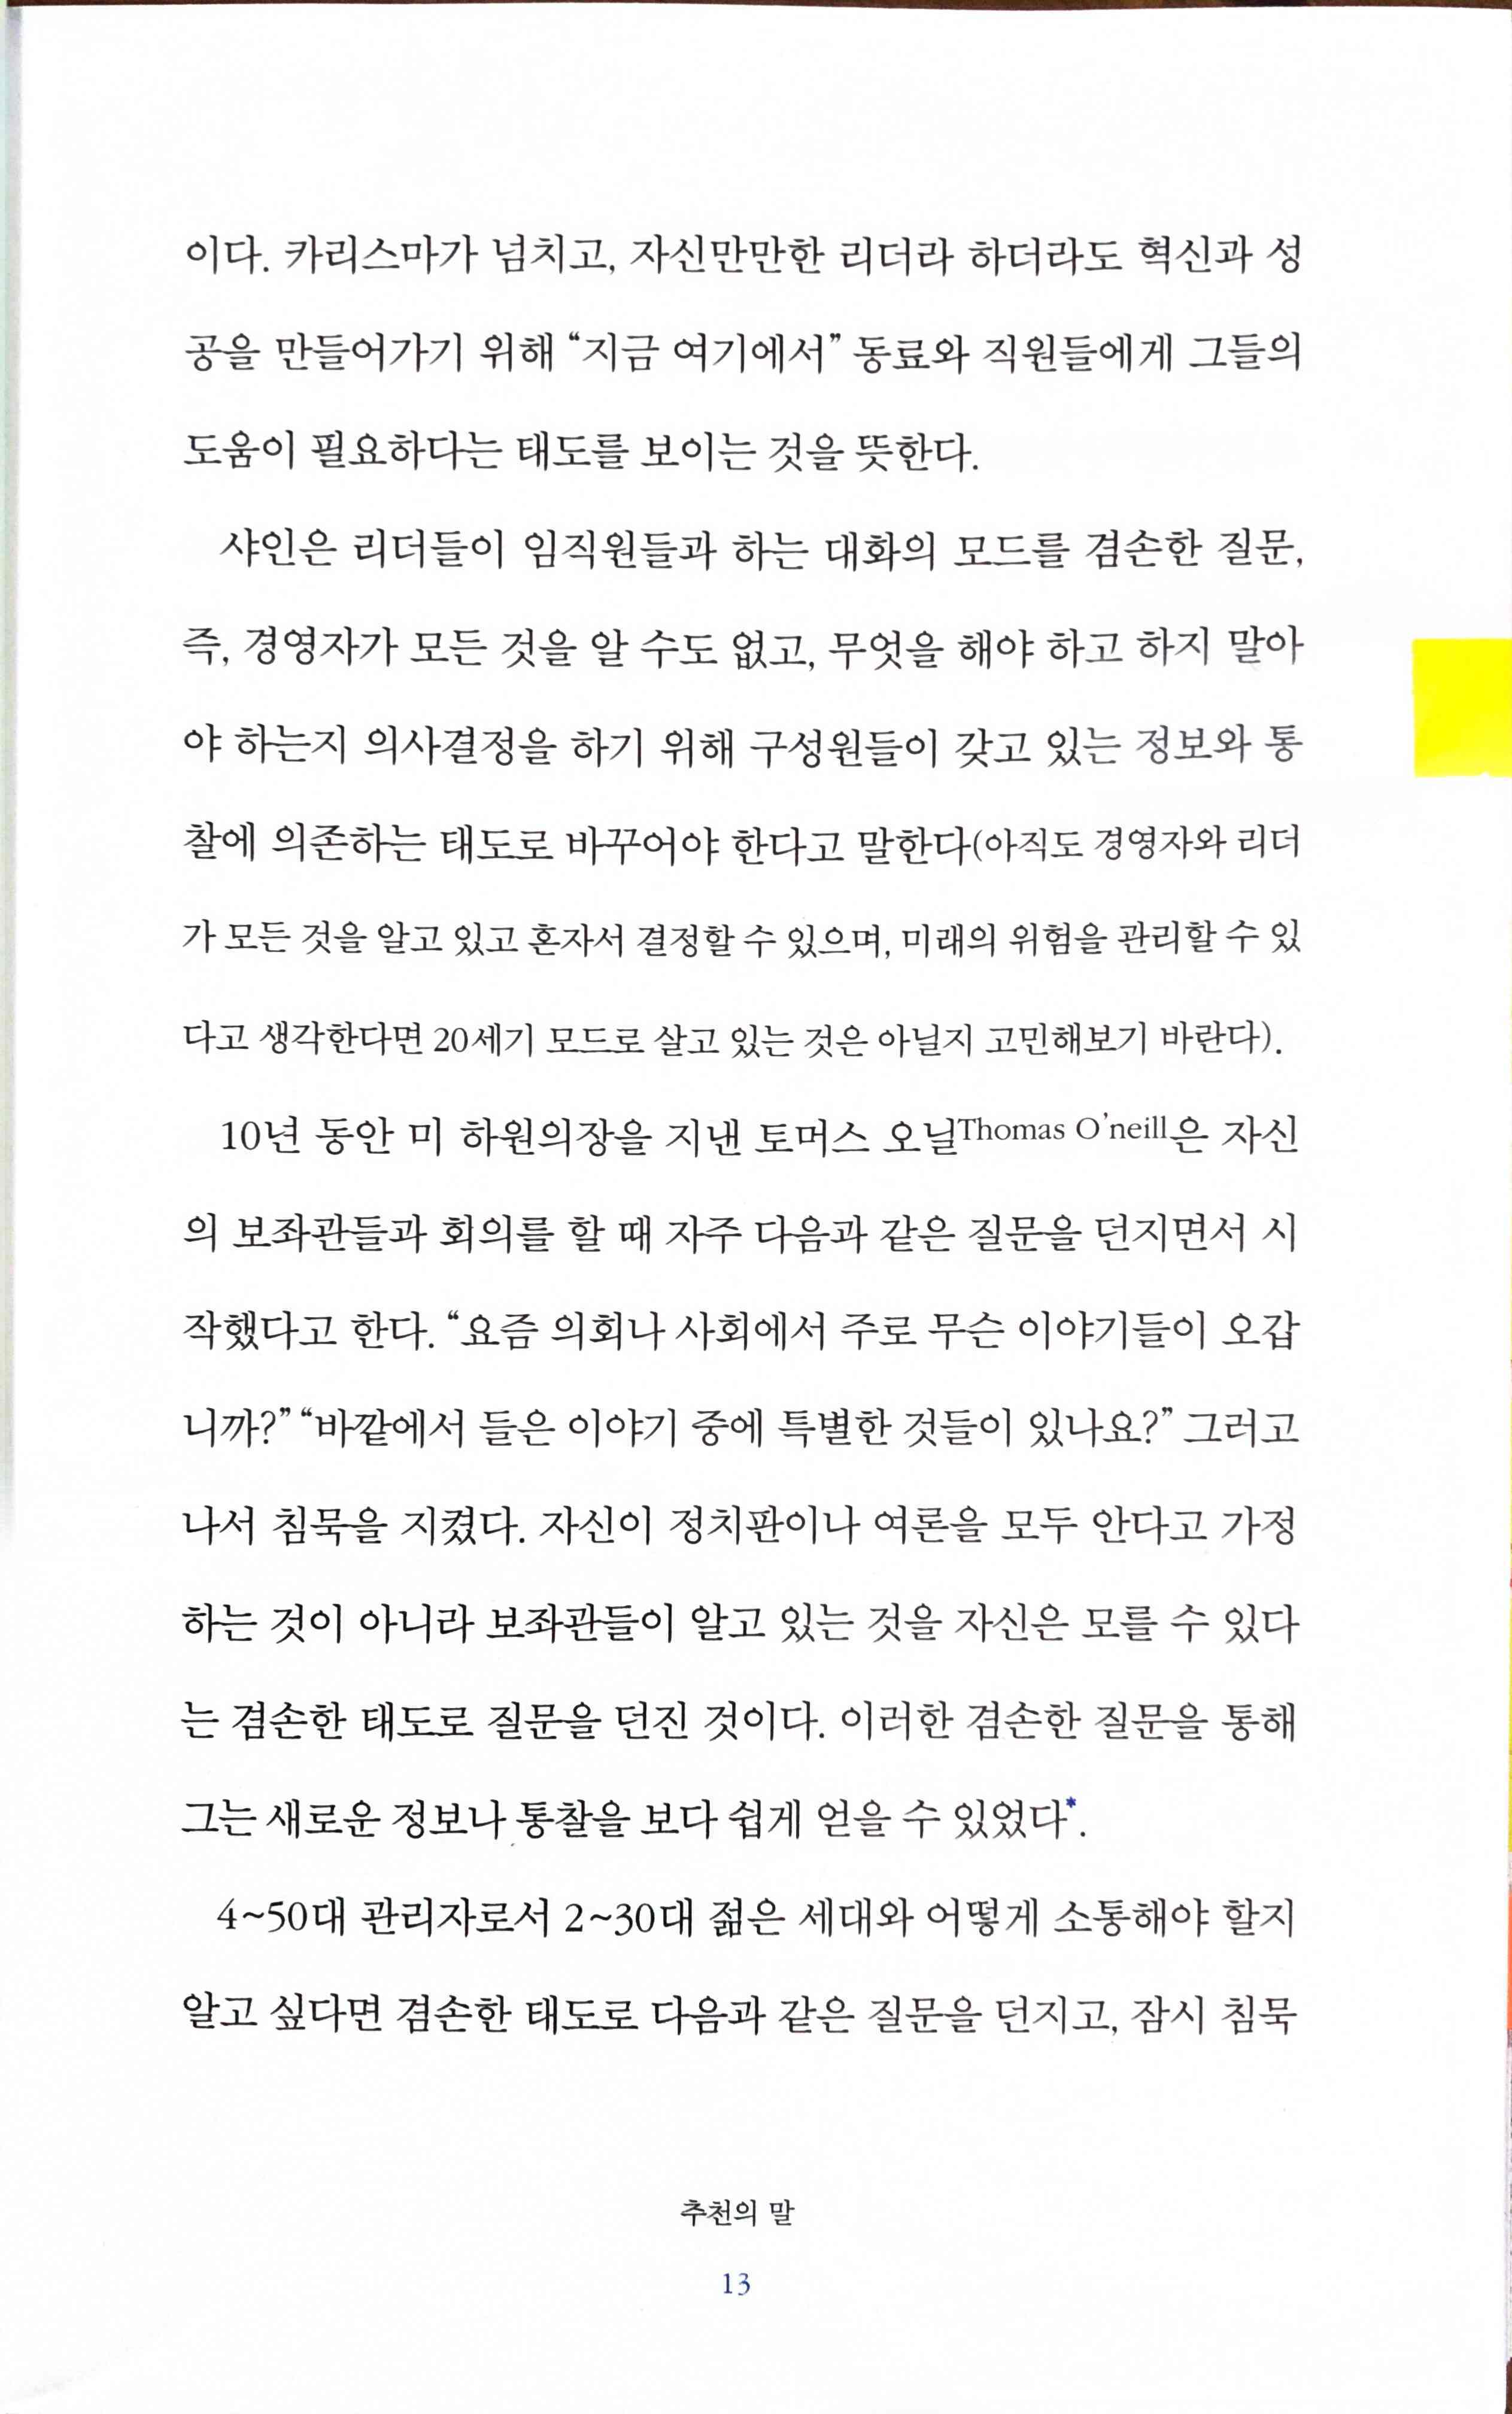 이다. 카리스마가 넘치고, 자신만만한 리더라 하더라도 혁신과 성
공을 만들어가기 위해 “지금 여기에서” 동료와 직원들에게 그들의
도움이 필요하다는 태도를 보이는 것을 뜻한다.
샤인은 리더들이 임직원들과 하는 대화의 모드를 겸손한 질문,
즉, 경영자가 모든 것을 알 수도 없고, 무엇을 해야 하고 하지 말아
야 하는지 의사결정을 하기 위해 구성원들이 갖고 있는 정보와 통
찰에 의존하는 태도로 바꾸어야 한다고 말한다(아직도 경영자와 리더
가 모든 것을 알고 있고 혼자서 결정할 수 있으며, 미래의 위험을 관리할 수 있
다고 생각한다면 20세기 모드로 살고 있는 것은 아닐지 고민해보기 바란다).
10년 동안 미 하원의장을 지낸 토머스 오닐Thomas O’neill은 자신
의 보좌관들과 회의를 할 때 자주 다음과 같은 질문을 던지면서 시
작했다고 한다. “요즘 의회나 사회에서 주로 무슨 이야기들이 오갑
니까?” “바깥에서 들은 이야기 중에 특별한 것들이 있나요?” 그러고
나서 침묵을 지켰다. 자신이 정치판이나 여론을 모두 안다고 가정
하는 것이 아니라 보좌관들이 알고 있는 것을 자신은 모를 수 있다
는 겸손한 태도로 질문을 던진 것이다. 이러한 겸손한 질문을 통해
그는 새로운 정보나 통찰을 보다 쉽게 얻을 수 있었다*.
4~50대 관리자로서 2~30대 젊은 세대와 어떻게 소통해야 할지
알고 싶다면 겸손한 태도로 다음과 같은 질문을 던지고, 잠시 침묵
추천의 말
13